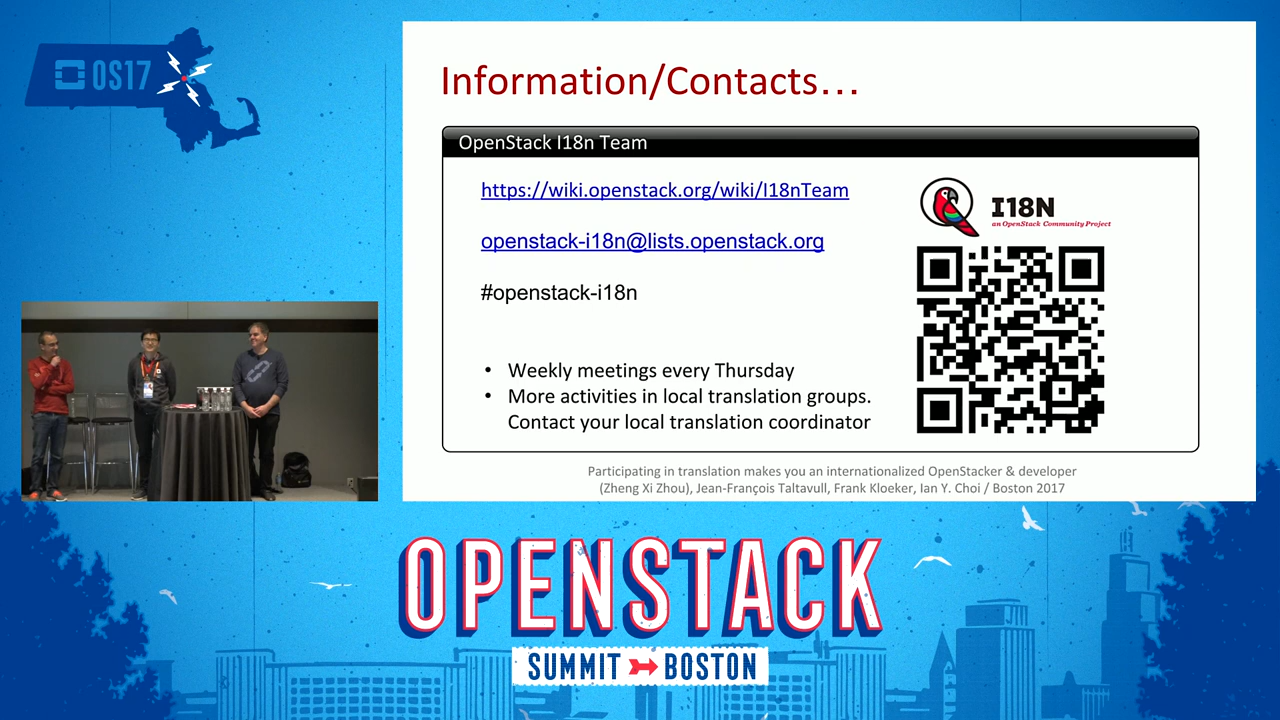 OS17
Information/Contacts…
OpenStack I18n Team
https://wiki.openstack.org/wiki/I18nTeam
openstack-i18n@lists.openstack.org
#openstack-i18n
• Weekly meetings every Thursday
• More activities in local translation groups.
Contact your local translation coordinator
I18N
an OpenStack Community Project
Participating in translation makes you an internationalized OpenStacker & developer
(Zheng Xi Zhou), Jean-François Taltavull, Frank Kloeker, Ian Y. Choi / Boston 2017
OPENSTACK
SUMMIT BOSTON